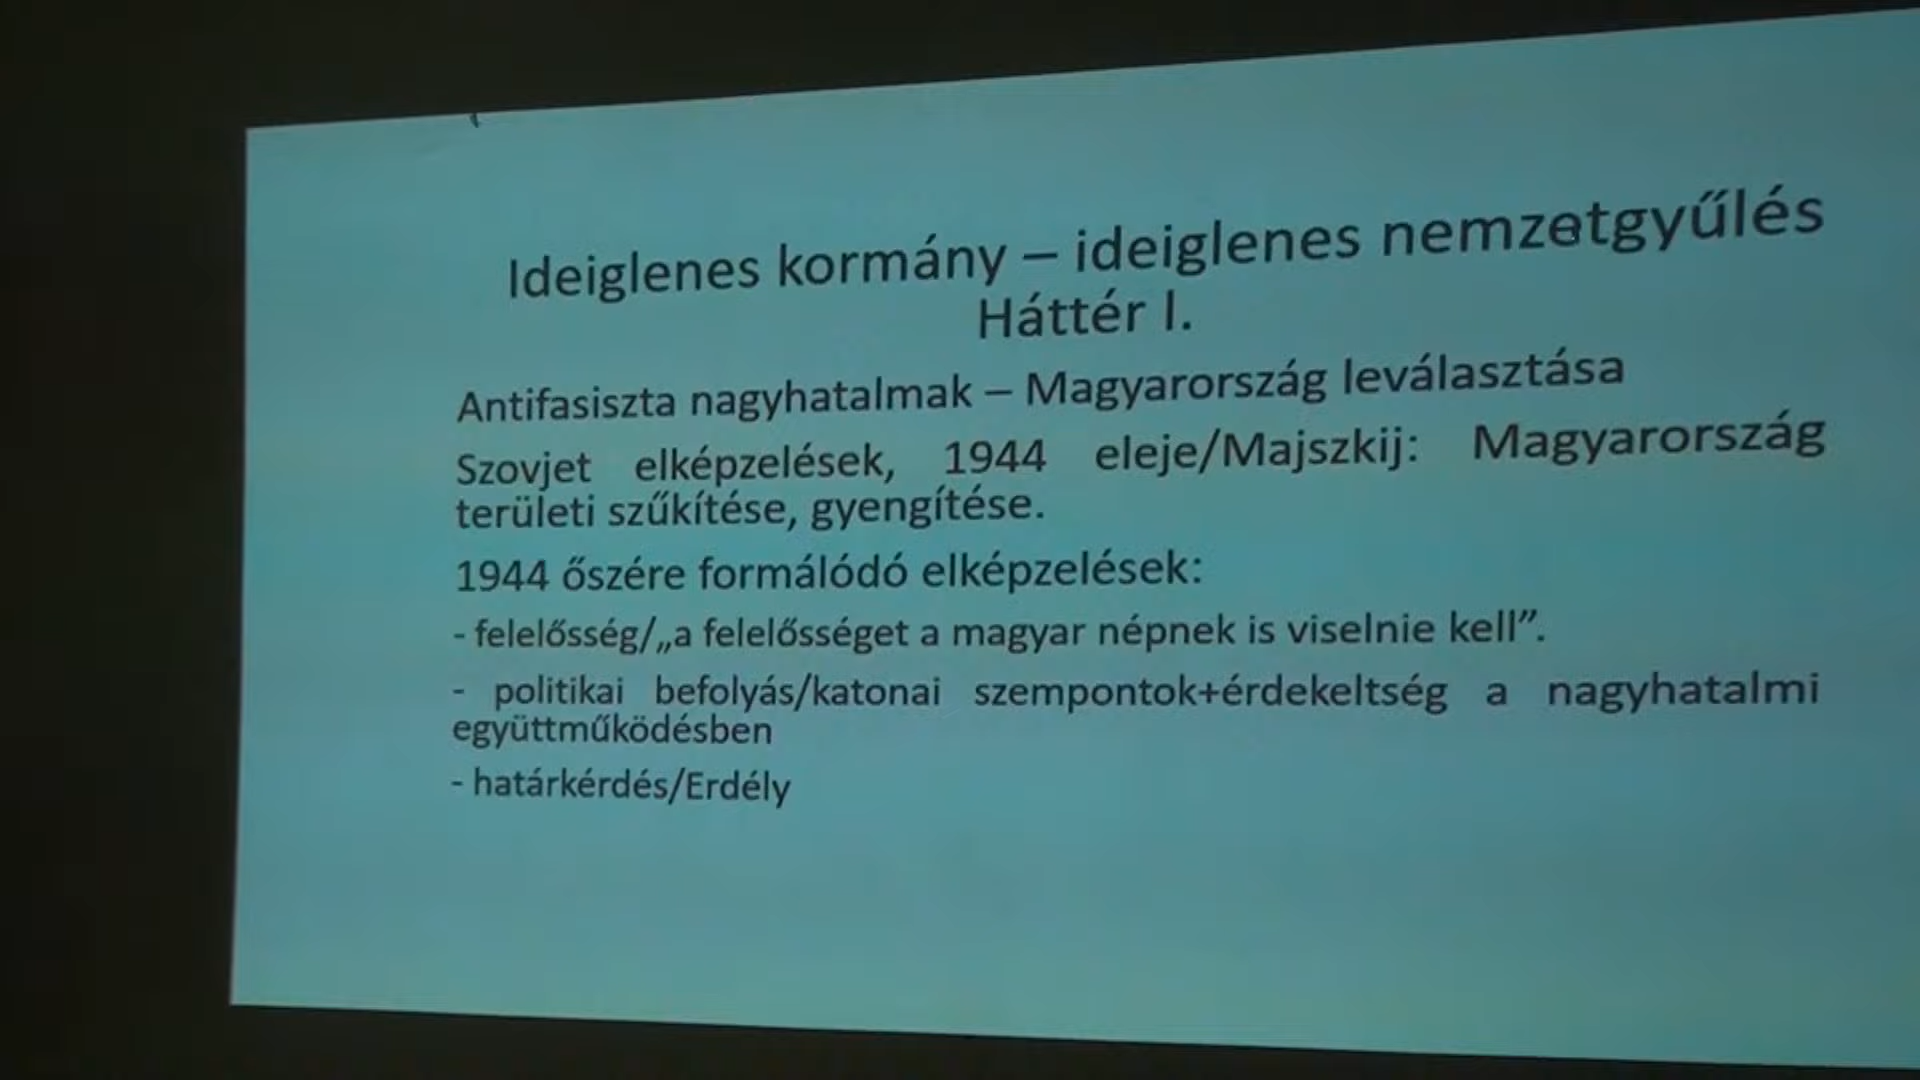 Ideiglenes kormány – ideiglenes nemzetgyűlés
Háttér I.
Antifasiszta nagyhatalmak – Magyarország leválasztása
Szovjet elképzelések, 1944 eleje/Majszkij: Magyarország
területi szűkítése, gyengítése.
1944 őszére formálódó elképzelések:
- felelősség/„a felelősséget a magyar népnek is viselnie kell”.
- politikai befolyás/katonai szempontok+érdekeltség a nagyhatalmi
együttműködésben
- határkérdés/Erdély